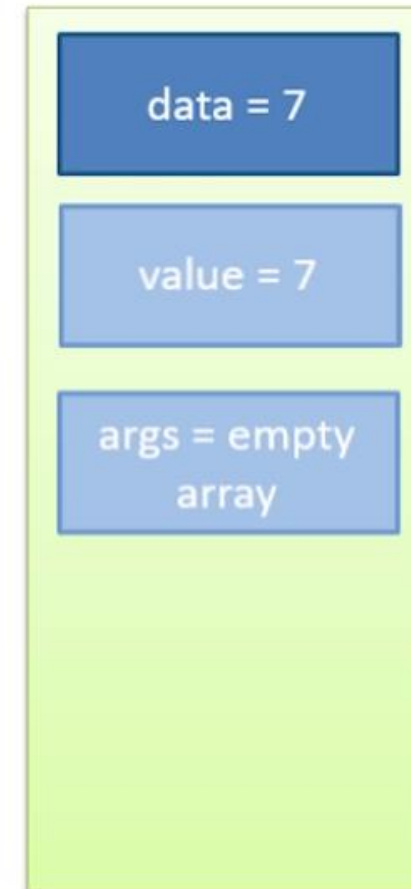 data = 7
value = 7
args = empty
array